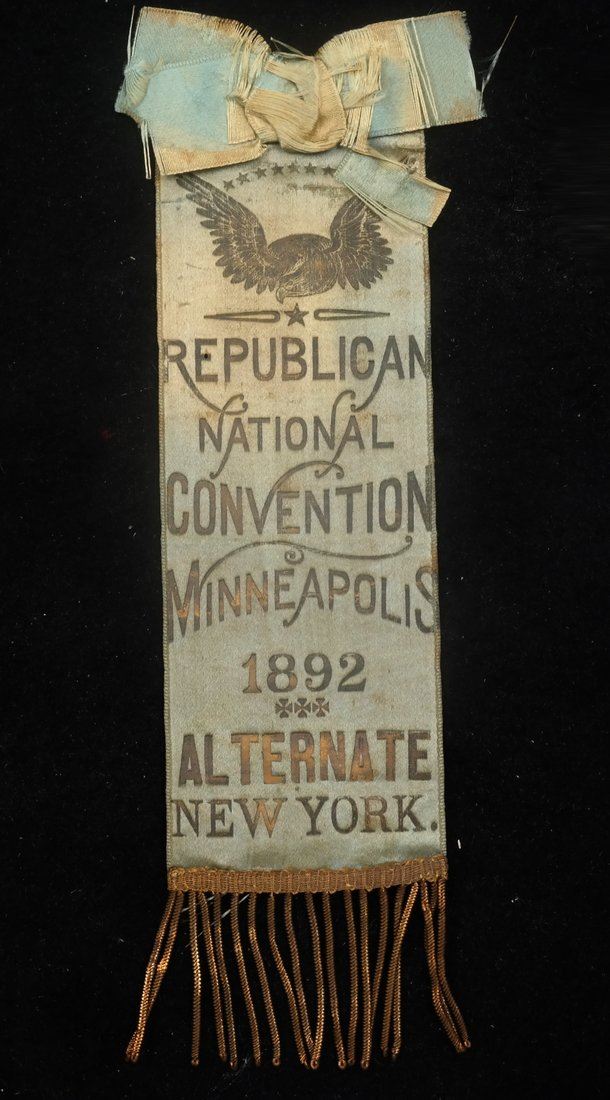 REPUBLICAN
NATIONAL
CONVENTION
MINNEAPOLIS
1892
ALTERNATE
NEW YORK.